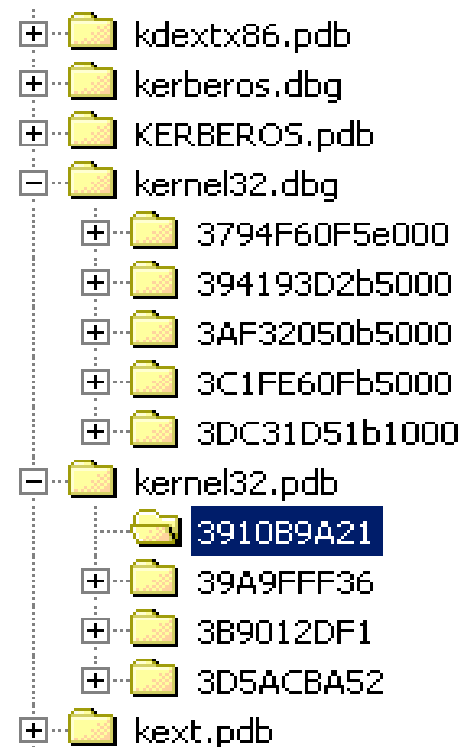 kdextx86.pdb
kerberos.dbg
KERBEROS.pdb
kernel32.dbg
3794F60F5e000
394193D2b5000
3AF32050b5000
3C1FE60Fb5000
3DC31D51b1000
kernel32.pdb
3910B9A21
39A9FFF36
3B9012DF1
3D5ACBA52
kext.pdb